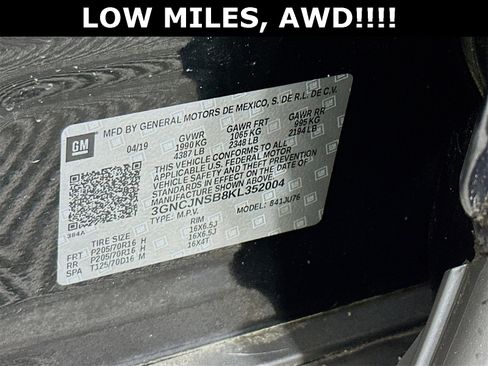 LOW MILES, AWD!!!!
MFD BY GENERAL MOTORS DE MEXICO, S. DE R.L. DE C.V.
GM 04/19 GVWR GAWR FRT GAWR RR
1990 KG 1065 KG 995 KG
4387 LB 2348 LB 2194 LB
THIS VEHICLE CONFORMS TO ALL
APPLICABLE U.S. FEDERAL MOTOR
VEHICLE SAFETY AND THEFT PREVENTION
STANDARDS IN EFFECT ON THE DATE OF
MANUFACTURE SHOWN ABOVE.
3GNCJNSB8KL352004
TYPE: M.P.V. MODEL: 841JU76
384A
TIRE SIZE RIM
FRT P205/70R16 H 16X6.5J
RR P205/70R16 H 16X6.5J
SPA T125/70D16 M 16X4T